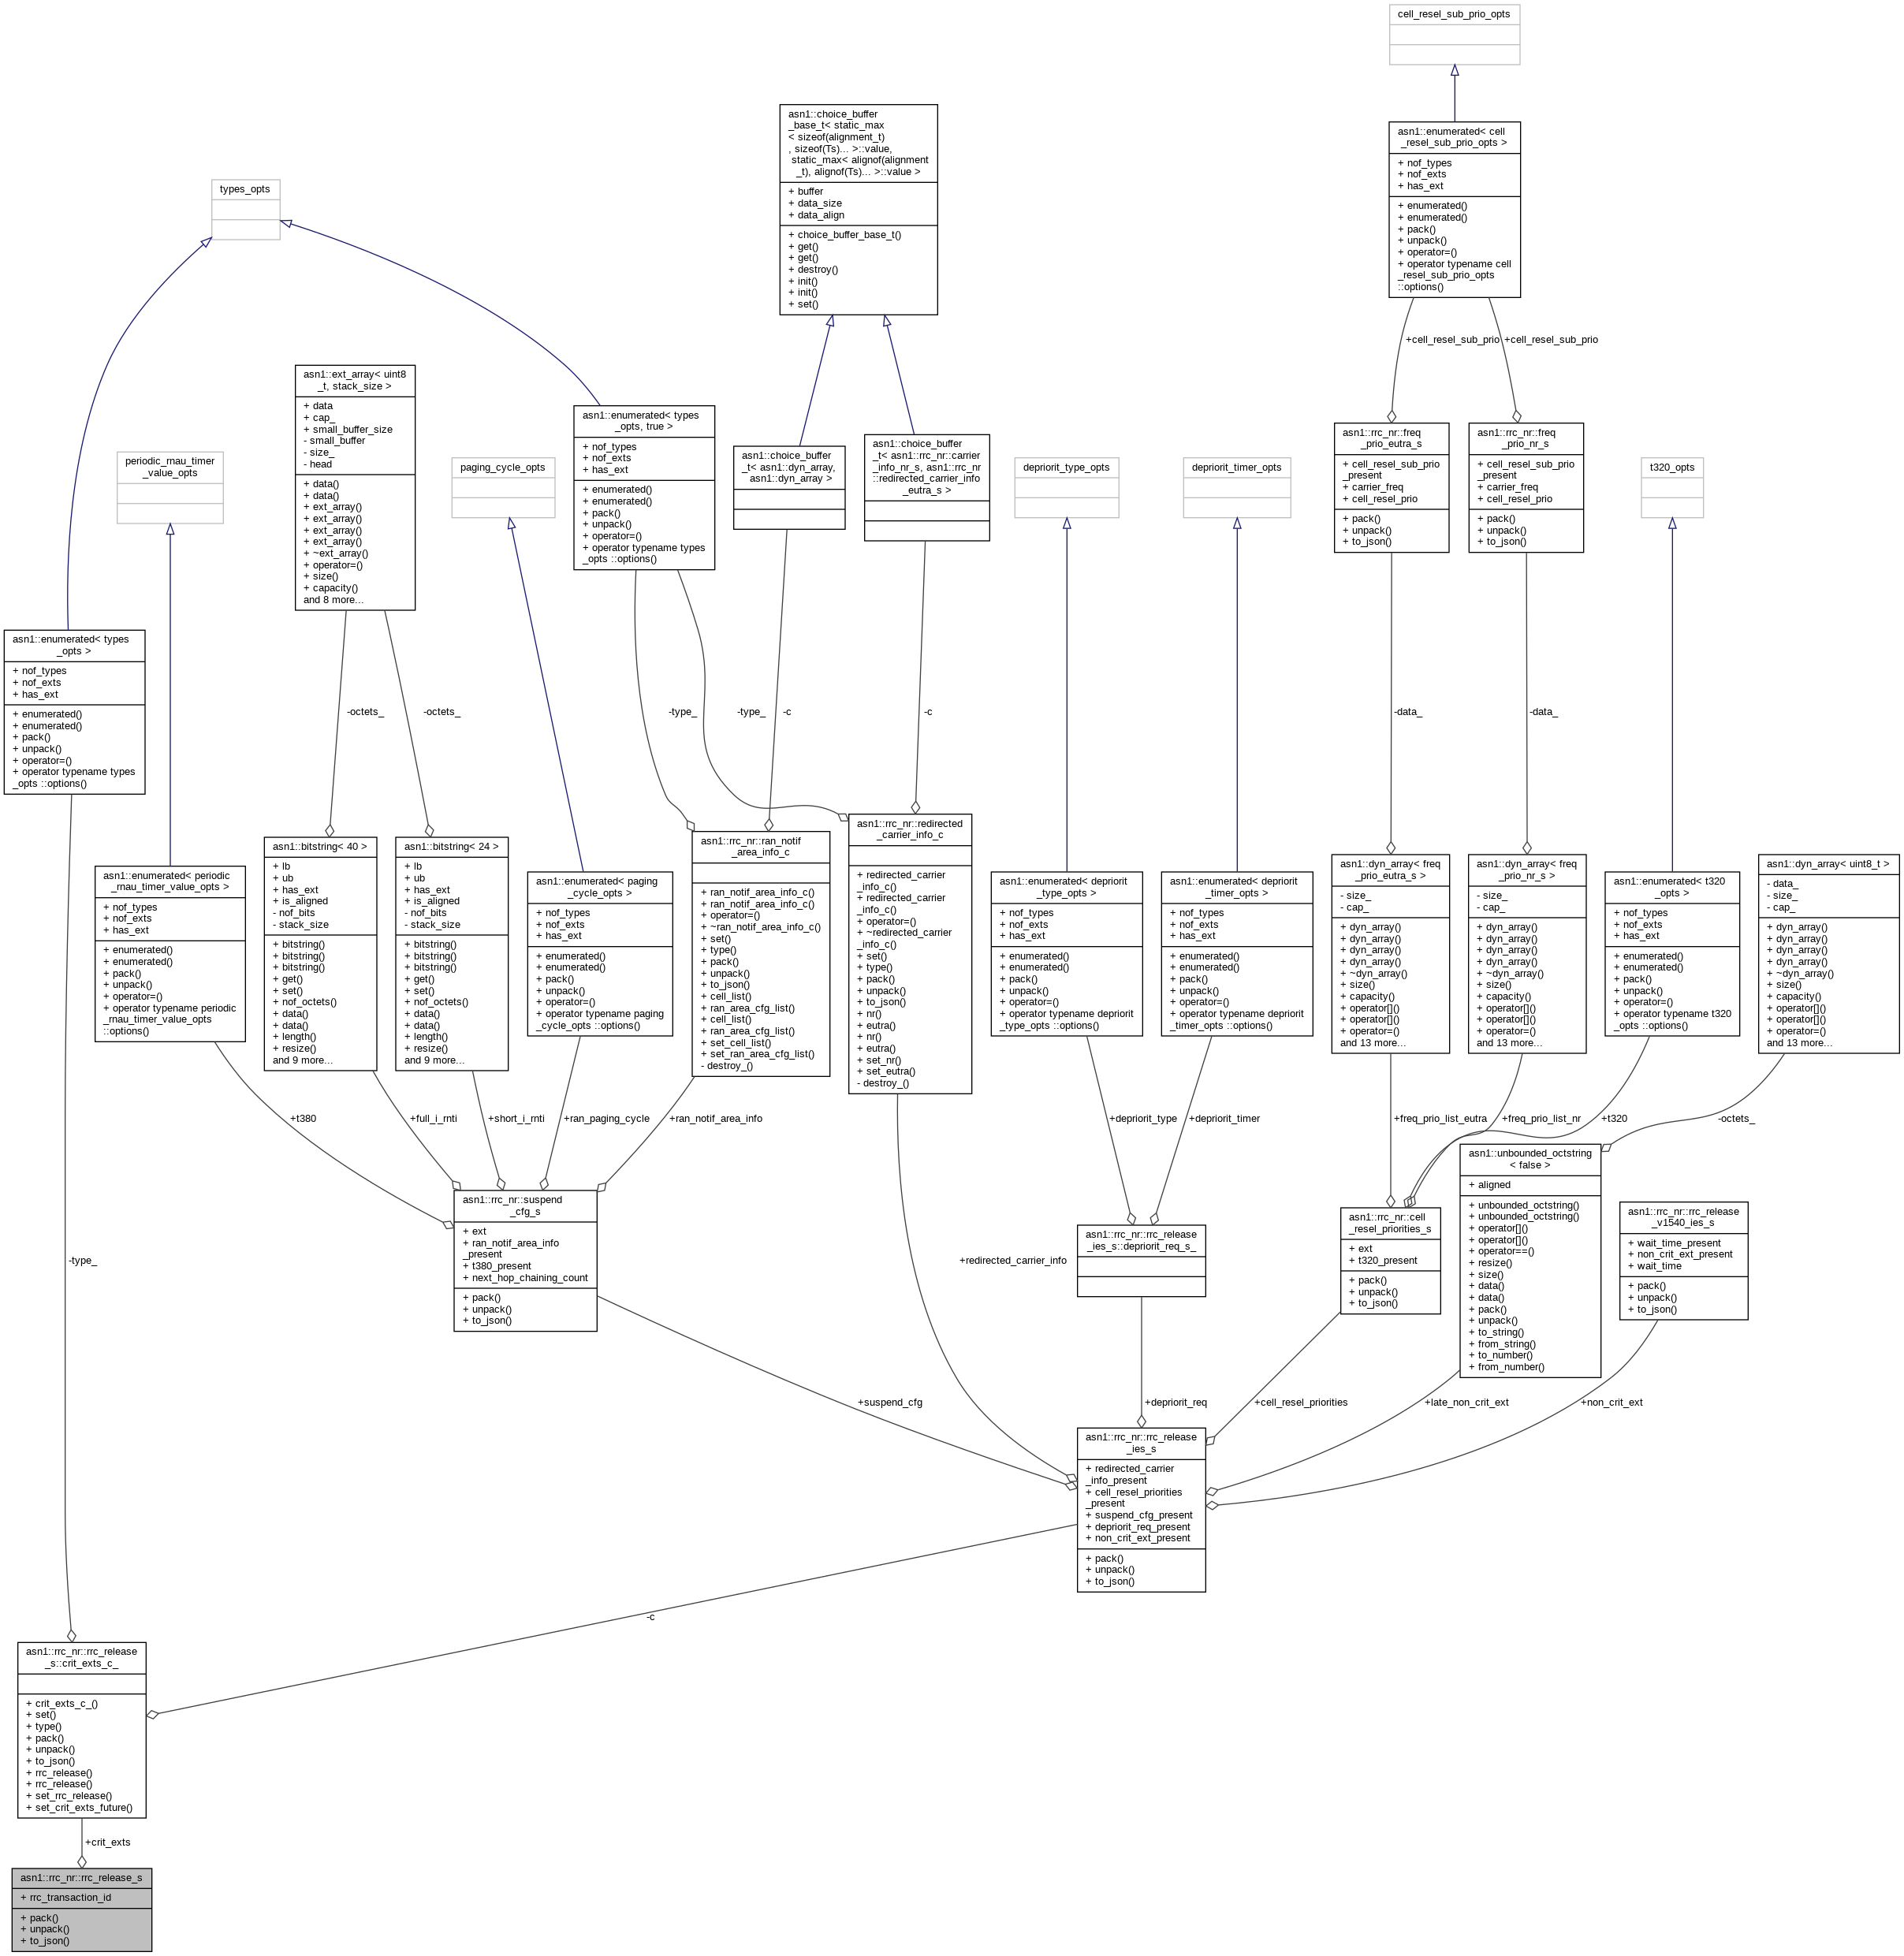 cell_resel_sub_prio_opts
asn1::choice_buffer
_base_t< static_max
< sizeof(alignment_t)
, sizeof(Ts)... >::value,
static_max< alignof(alignment
_t), alignof(Ts)... >::value >
+ buffer
+ data_size
+ data_align
+ choice_buffer_base_t()
+ get()
+ get()
+ destroy()
+ init()
+ init()
+ set()
asn1::enumerated< cell
_resel_sub_prio_opts >
+ nof_types
+ nof_exts
+ has_ext
+ enumerated()
+ enumerated()
+ pack()
+ unpack()
+ operator=()
+ operator typename cell
_resel_sub_prio_opts
::options()
types_opts
+cell_resel_sub_prio
+cell_resel_sub_prio
asn1::ext_array< uint8
_t, stack_size >
+ data
+ cap_
+ small_buffer_size
- small_buffer
- size_
- head
+ data()
+ data()
+ ext_array()
+ ext_array()
+ ext_array()
+ ext_array()
+ ~ext_array()
+ operator=()
+ size()
+ capacity()
and 8 more...
asn1::enumerated< types
_opts, true >
+ nof_types
+ nof_exts
+ has_ext
+ enumerated()
+ enumerated()
+ pack()
+ unpack()
+ operator=()
+ operator typename types
_opts ::options()
asn1::choice_buffer
_t< asn1::dyn_array,
asn1::dyn_array >
asn1::choice_buffer
_t< asn1::rrc_nr::carrier
_info_nr_s, asn1::rrc_nr
::redirected_carrier_info
_eutra_s >
asn1::rrc_nr::freq
_prio_eutra_s
+ cell_resel_sub_prio
_present
+ carrier_freq
+ cell_resel_prio
+ pack()
+ unpack()
+ to_json()
asn1::rrc_nr::freq
_prio_nr_s
+ cell_resel_sub_prio
_present
+ carrier_freq
+ cell_resel_prio
+ pack()
+ unpack()
+ to_json()
periodic_rnau_timer
_value_opts
paging_cycle_opts
depriorit_type_opts
depriorit_timer_opts
t320_opts
asn1::enumerated< types
_opts >
+ nof_types
+ nof_exts
+ has_ext
+ enumerated()
+ enumerated()
+ pack()
+ unpack()
+ operator=()
+ operator typename types
_opts ::options()
-octets_
-octets_
-type_
-type_
-c
-c
-data_
-data_
asn1::enumerated< periodic
_rnau_timer_value_opts >
+ nof_types
+ nof_exts
+ has_ext
+ enumerated()
+ enumerated()
+ pack()
+ unpack()
+ operator=()
+ operator typename periodic
_rnau_timer_value_opts
::options()
asn1::bitstring< 40 >
+ lb
+ ub
+ has_ext
+ is_aligned
- nof_bits
- stack_size
+ bitstring()
+ bitstring()
+ bitstring()
+ get()
+ set()
+ nof_octets()
+ data()
+ data()
+ length()
+ resize()
and 9 more...
asn1::bitstring< 24 >
+ lb
+ ub
+ has_ext
+ is_aligned
- nof_bits
- stack_size
+ bitstring()
+ bitstring()
+ bitstring()
+ get()
+ set()
+ nof_octets()
+ data()
+ data()
+ length()
+ resize()
and 9 more...
asn1::enumerated< paging
_cycle_opts >
+ nof_types
+ nof_exts
+ has_ext
+ enumerated()
+ enumerated()
+ pack()
+ unpack()
+ operator=()
+ operator typename paging
_cycle_opts ::options()
asn1::rrc_nr::ran_notif
_area_info_c
+ ran_notif_area_info_c()
+ ran_notif_area_info_c()
+ operator=()
+ ~ran_notif_area_info_c()
+ set()
+ type()
+ pack()
+ unpack()
+ to_json()
+ cell_list()
+ ran_area_cfg_list()
+ cell_list()
+ ran_area_cfg_list()
+ set_cell_list()
+ set_ran_area_cfg_list()
- destroy_()
asn1::rrc_nr::redirected
_carrier_info_c
+ redirected_carrier
_info_c()
+ redirected_carrier
_info_c()
+ operator=()
+ ~redirected_carrier
_info_c()
+ set()
+ type()
+ pack()
+ unpack()
+ to_json()
+ nr()
+ eutra()
+ nr()
+ eutra()
+ set_nr()
+ set_eutra()
- destroy_()
asn1::enumerated< depriorit
_type_opts >
+ nof_types
+ nof_exts
+ has_ext
+ enumerated()
+ enumerated()
+ pack()
+ unpack()
+ operator=()
+ operator typename depriorit
_type_opts ::options()
asn1::enumerated< depriorit
_timer_opts >
+ nof_types
+ nof_exts
+ has_ext
+ enumerated()
+ enumerated()
+ pack()
+ unpack()
+ operator=()
+ operator typename depriorit
_timer_opts ::options()
asn1::dyn_array< freq
_prio_eutra_s >
- size_
- cap_
+ dyn_array()
+ dyn_array()
+ dyn_array()
+ dyn_array()
+ ~dyn_array()
+ size()
+ capacity()
+ operator[]()
+ operator[]()
+ operator=()
and 13 more...
asn1::dyn_array< freq
_prio_nr_s >
- size_
- cap_
+ dyn_array()
+ dyn_array()
+ dyn_array()
+ dyn_array()
+ ~dyn_array()
+ size()
+ capacity()
+ operator[]()
+ operator[]()
+ operator=()
and 13 more...
asn1::enumerated< t320
_opts >
+ nof_types
+ nof_exts
+ has_ext
+ enumerated()
+ enumerated()
+ pack()
+ unpack()
+ operator=()
+ operator typename t320
_opts ::options()
asn1::dyn_array< uint8_t >
- data_
- size_
- cap_
+ dyn_array()
+ dyn_array()
+ dyn_array()
+ dyn_array()
+ ~dyn_array()
+ size()
+ capacity()
+ operator[]()
+ operator[]()
+ operator=()
and 13 more...
+t380
+full_i_rnti
+short_i_rnti
+ran_paging_cycle
+ran_notif_area_info
+depriorit_type
+depriorit_timer
+freq_prio_list_eutra
+freq_prio_list_nr
+t320
-octets_
asn1::rrc_nr::suspend
_cfg_s
+ ext
+ ran_notif_area_info
_present
+ t380_present
+ next_hop_chaining_count
+ pack()
+ unpack()
+ to_json()
-type_
+redirected_carrier_info
asn1::rrc_nr::rrc_release
_ies_s::depriorit_req_s_
asn1::rrc_nr::cell
_resel_priorities_s
+ ext
+ t320_present
+ pack()
+ unpack()
+ to_json()
asn1::unbounded_octstring
< false >
+ aligned
+ unbounded_octstring()
+ unbounded_octstring()
+ operator[]()
+ operator[]()
+ operator==()
+ resize()
+ size()
+ data()
+ data()
+ pack()
+ unpack()
+ to_string()
+ from_string()
+ to_number()
+ from_number()
asn1::rrc_nr::rrc_release
_v1540_ies_s
+ wait_time_present
+ non_crit_ext_present
+ wait_time
+ pack()
+ unpack()
+ to_json()
+suspend_cfg
+depriorit_req
+cell_resel_priorities
+late_non_crit_ext
+non_crit_ext
asn1::rrc_nr::rrc_release
_ies_s
+ redirected_carrier
_info_present
+ cell_resel_priorities
_present
+ suspend_cfg_present
+ depriorit_req_present
+ non_crit_ext_present
+ pack()
+ unpack()
+ to_json()
-c
asn1::rrc_nr::rrc_release
_s::crit_exts_c_
+ crit_exts_c_()
+ set()
+ type()
+ pack()
+ unpack()
+ to_json()
+ rrc_release()
+ rrc_release()
+ set_rrc_release()
+ set_crit_exts_future()
+crit_exts
asn1::rrc_nr::rrc_release_s
+ rrc_transaction_id
+ pack()
+ unpack()
+ to_json()